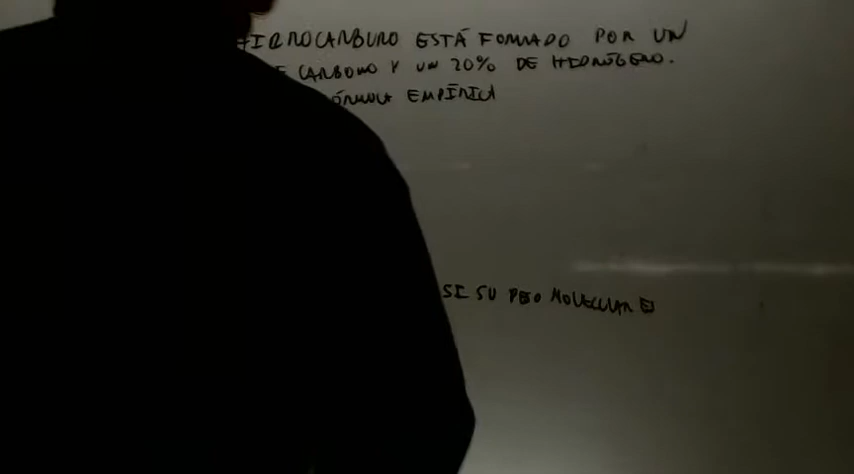 HIDROCARBURO ESTÁ FORMADO POR UN
CARBONO Y UN 20% DE HIDRÓGENO.
FÓRMULA EMPÍRICA
SI SU PESO MOLECULAR ES